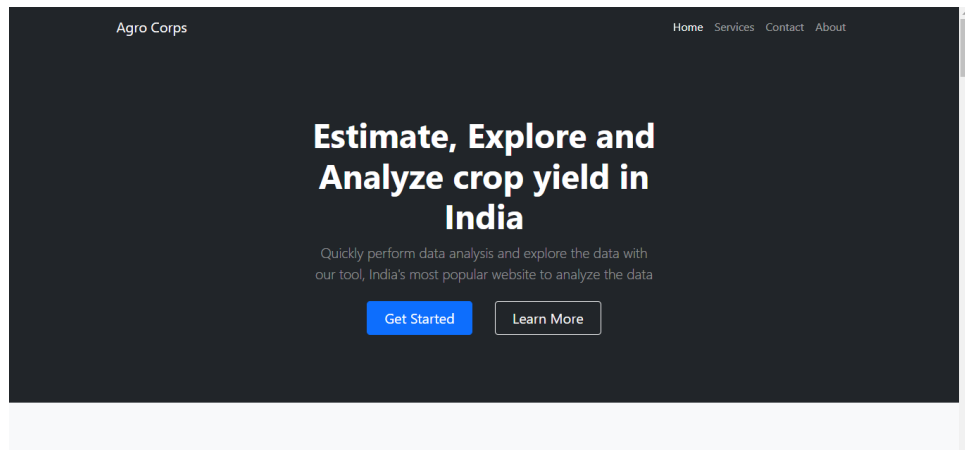 Agro Corps
Home Services Contact About
Estimate, Explore and
Analyze crop yield in
India
Quickly perform data analysis and explore the data with
our tool, India's most popular website to analyze the data
Get Started Learn More